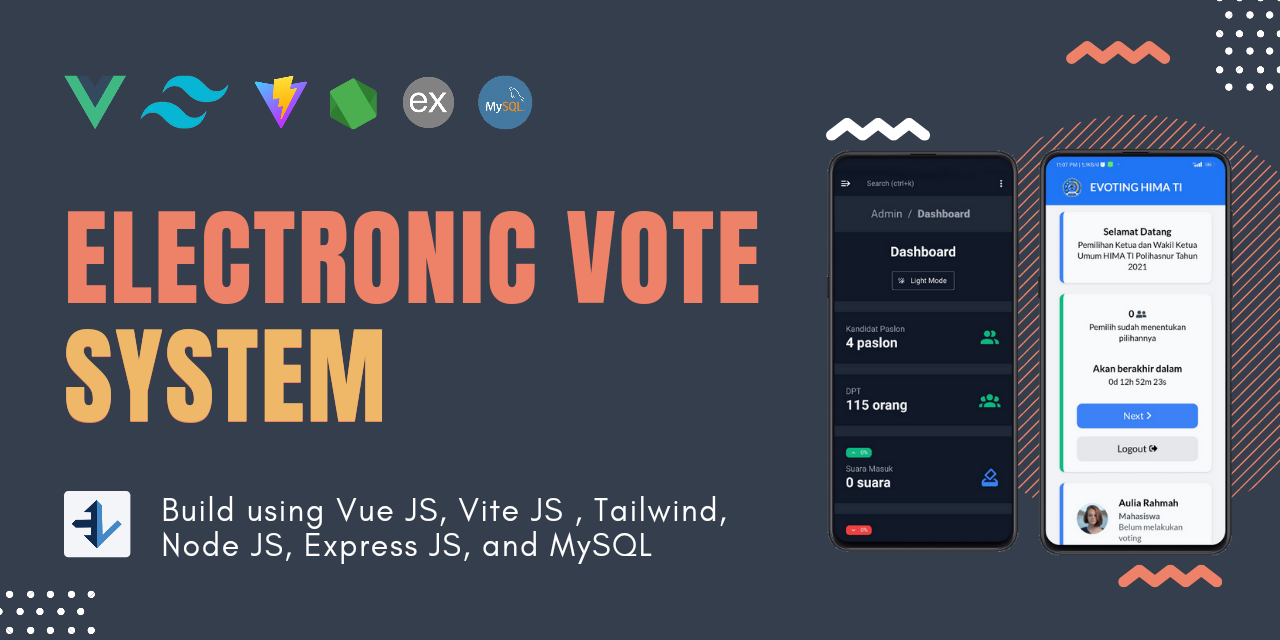 ex
MySQL
ELECTRONIC VOTE
SYSTEM
Build using Vue JS, Vite JS , Tailwind,
Node JS, Express JS, and MySQL
Search (ctrl+k)
Admin / Dashboard
Dashboard
Light Mode
Kandidat Paslon
4 paslon
DPT
115 orang
0%
Suara Masuk
0 suara
0%
EVOTING HIMA TI
Selamat Datang
Pemilihan Ketua dan Wakil Ketua
Umum HIMA TI Polihasnur Tahun
2021
0
Pemilih sudah menentukan
pilihannya
Akan berakhir dalam
0d 12h 52m 23s
Next
Logout
Aulia Rahmah
Mahasiswa
Belum melakukan
voting